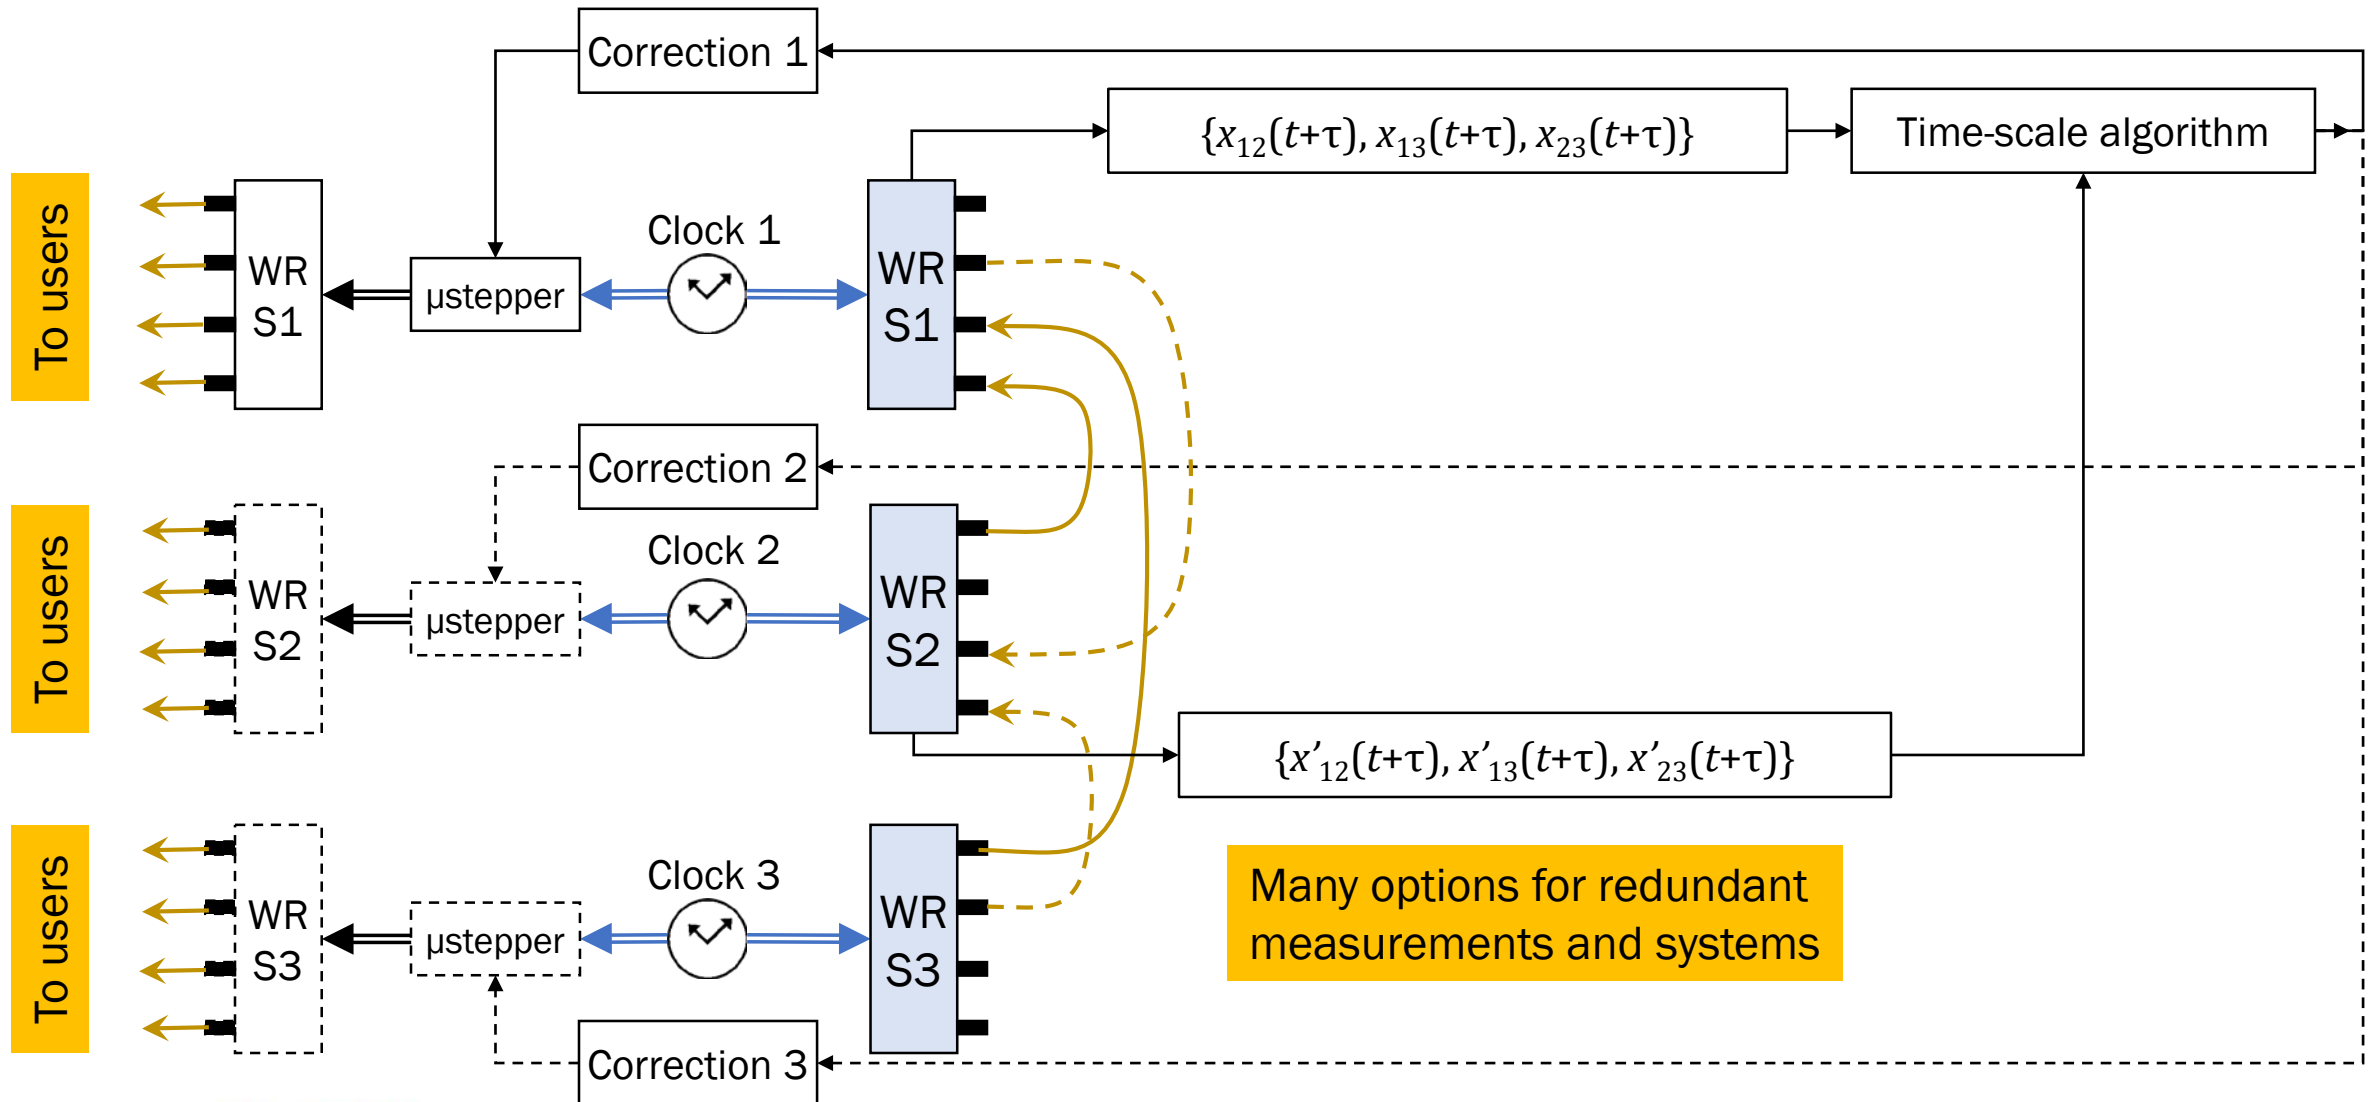 Correction 1
{x₁₂(t+τ), x₁₃(t+τ), x₂₃(t+τ)}
Time-scale algorithm
To users
WR
S1
µstepper
Clock 1
WR
S1
Correction 2
To users
WR
S2
µstepper
Clock 2
WR
S2
{x’₁₂(t+τ), x’₁₃(t+τ), x’₂₃(t+τ)}
To users
WR
S3
µstepper
Clock 3
WR
S3
Many options for redundant
measurements and systems
Correction 3